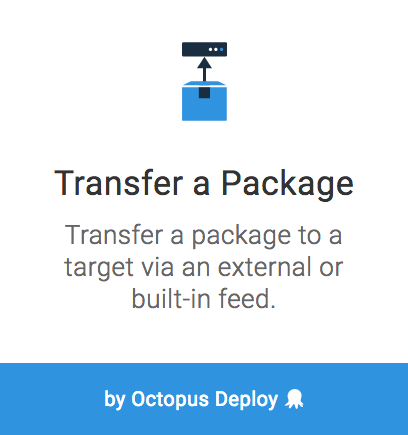 Transfer a Package
Transfer a package to a
target via an external or
built-in feed.
by Octopus Deploy